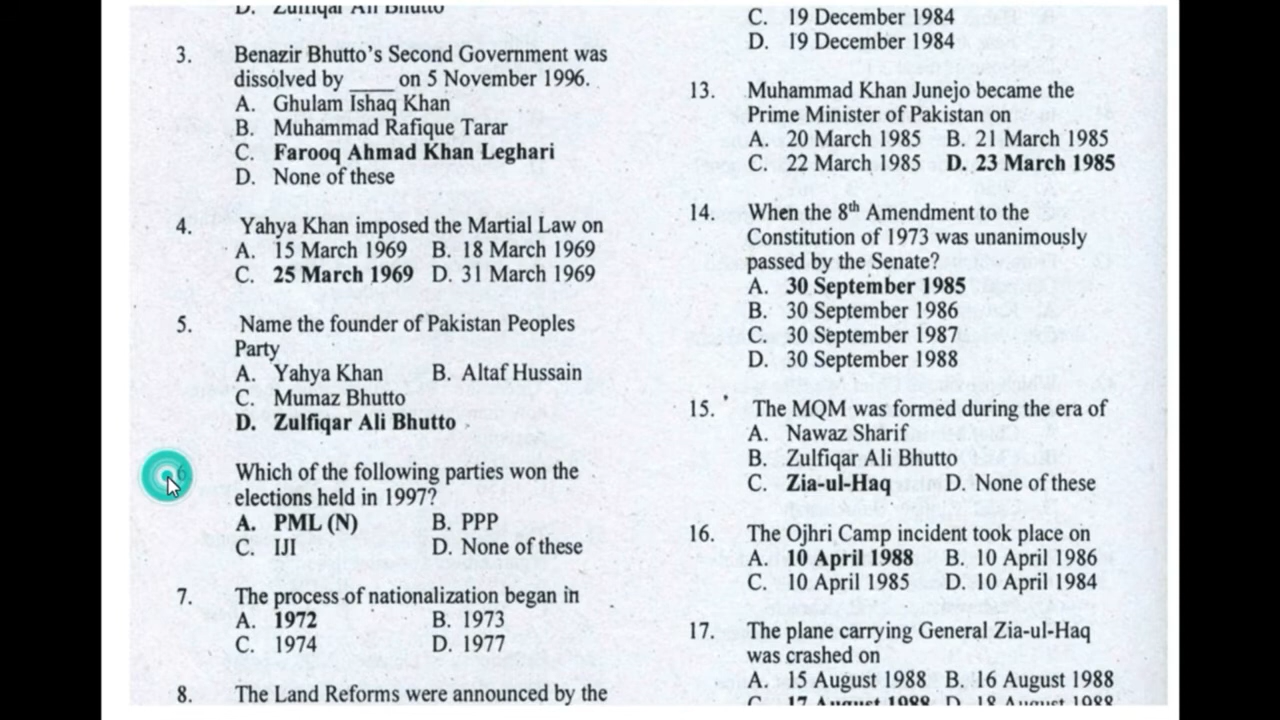 D. Zulfiqar Ali Bhutto
3. Benazir Bhutto's Second Government was
dissolved by ____ on 5 November 1996.
A. Ghulam Ishaq Khan
B. Muhammad Rafique Tarar
C. Farooq Ahmad Khan Leghari
D. None of these
4. Yahya Khan imposed the Martial Law on
A. 15 March 1969 B. 18 March 1969
C. 25 March 1969 D. 31 March 1969
5. Name the founder of Pakistan Peoples
Party
A. Yahya Khan B. Altaf Hussain
C. Mumaz Bhutto
D. Zulfiqar Ali Bhutto
6. Which of the following parties won the
elections held in 1997?
A. PML (N) B. PPP
C. IJI D. None of these
7. The process of nationalization began in
A. 1972 B. 1973
C. 1974 D. 1977
8. The Land Reforms were announced by the
C. 19 December 1984
D. 19 December 1984
13. Muhammad Khan Junejo became the
Prime Minister of Pakistan on
A. 20 March 1985 B. 21 March 1985
C. 22 March 1985 D. 23 March 1985
14. When the 8th Amendment to the
Constitution of 1973 was unanimously
passed by the Senate?
A. 30 September 1985
B. 30 September 1986
C. 30 September 1987
D. 30 September 1988
15. The MQM was formed during the era of
A. Nawaz Sharif
B. Zulfiqar Ali Bhutto
C. Zia-ul-Haq D. None of these
16. The Ojhri Camp incident took place on
A. 10 April 1988 B. 10 April 1986
C. 10 April 1985 D. 10 April 1984
17. The plane carrying General Zia-ul-Haq
was crashed on
A. 15 August 1988 B. 16 August 1988
C. 17 August 1988 D. 18 August 1988